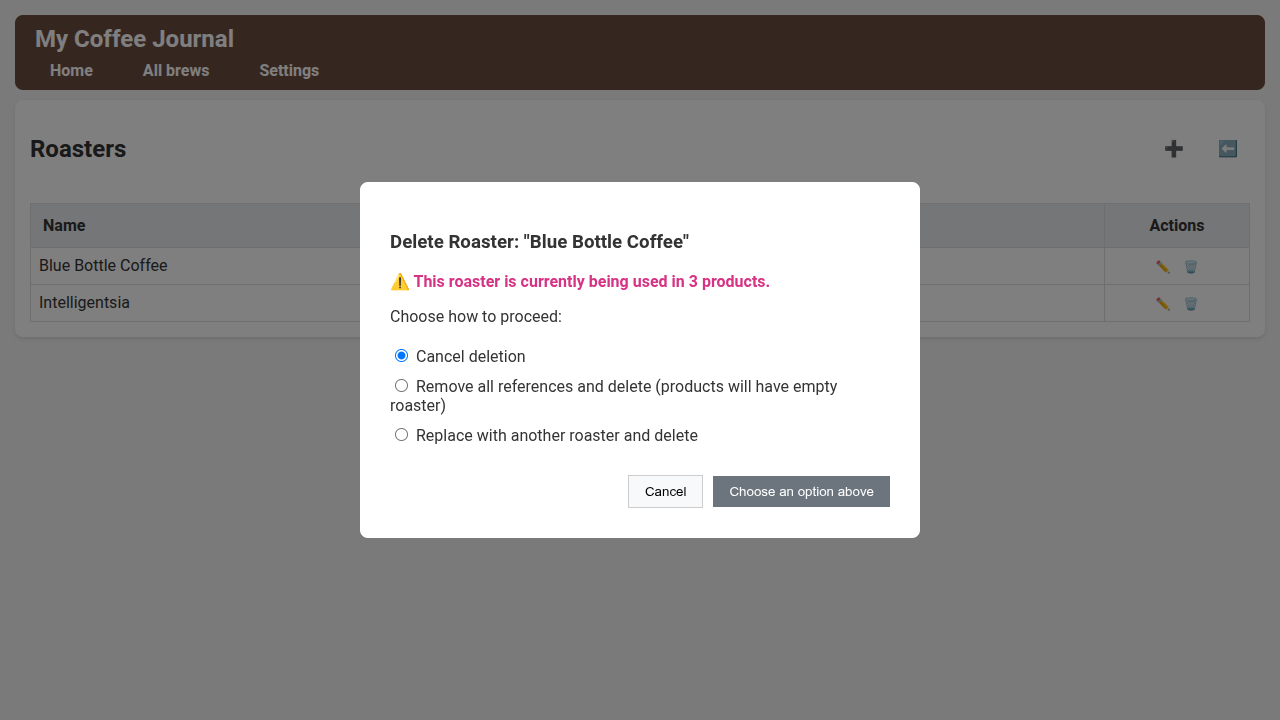 My Coffee Journal
Home All brews Settings
Roasters
Name Actions
Blue Bottle Coffee
Intelligentsia
Delete Roaster: "Blue Bottle Coffee"
⚠️ This roaster is currently being used in 3 products.
Choose how to proceed:
Cancel deletion
Remove all references and delete (products will have empty
roaster)
Replace with another roaster and delete
Cancel Choose an option above